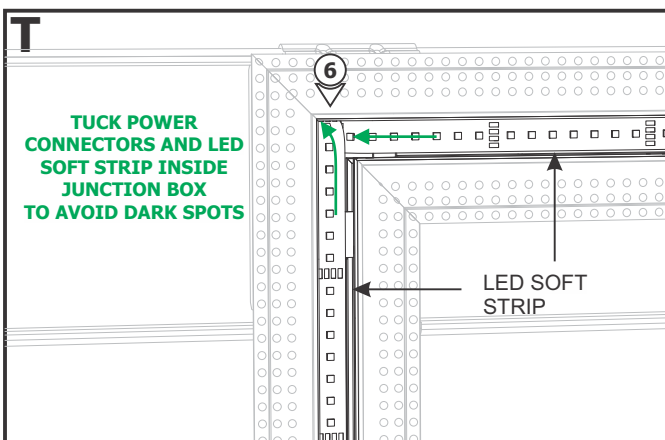 T
6
TUCK POWER
CONNECTORS AND LED
SOFT STRIP INSIDE
JUNCTION BOX
TO AVOID DARK SPOTS
LED SOFT
STRIP